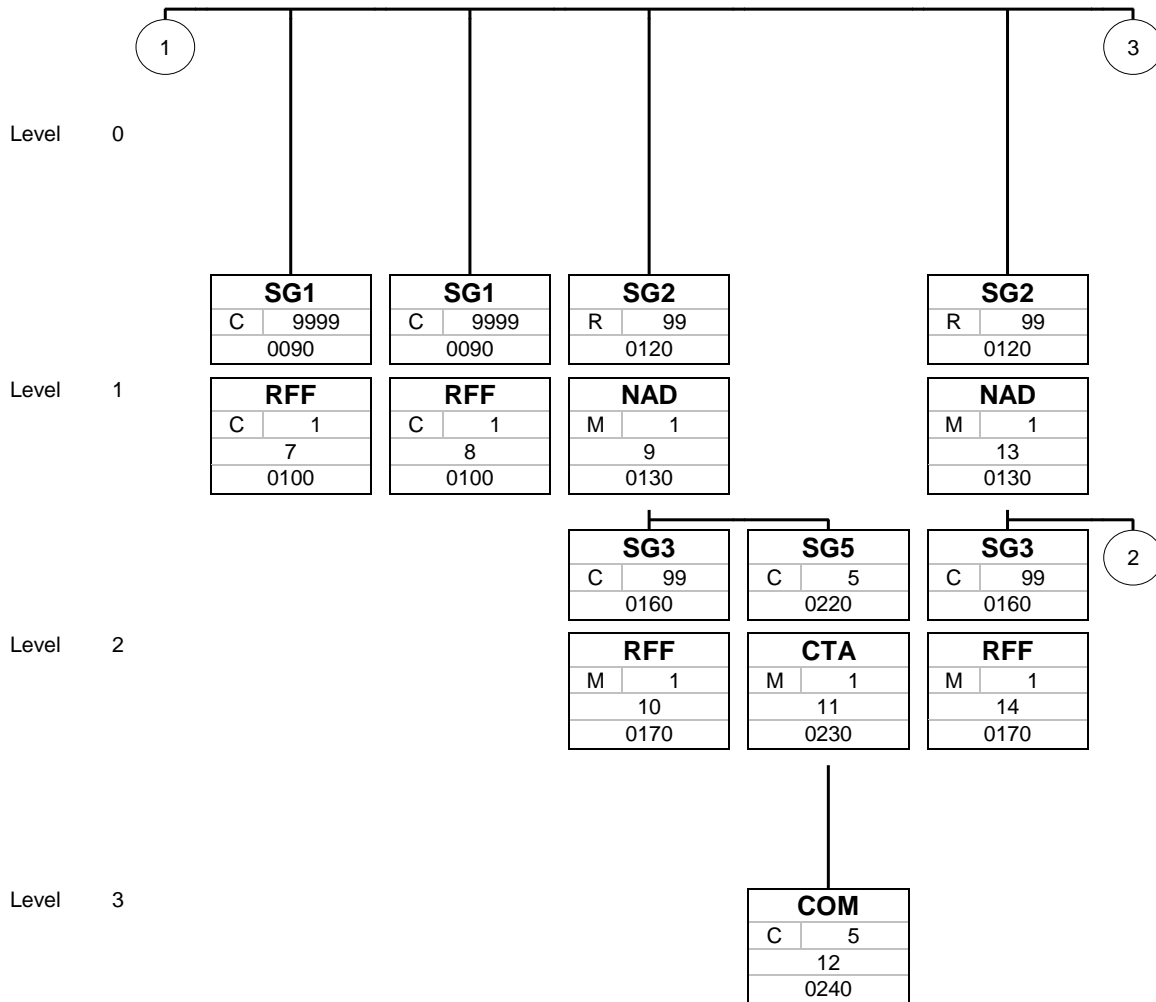 1 3
Level 0
SG1 SG1 SG2 SG2
C 9999 C 9999 R 99 R 99
0090 0090 0120 0120
Level 1 RFF RFF NAD NAD
C 1 C 1 M 1 M 1
7 8 9 13
0100 0100 0130 0130
SG3 SG5 SG3 2
C 99 C 5 C 99
0160 0220 0160
Level 2 RFF CTA RFF
M 1 M 1 M 1
10 11 14
0170 0230 0170
Level 3 COM
C 5
12
0240